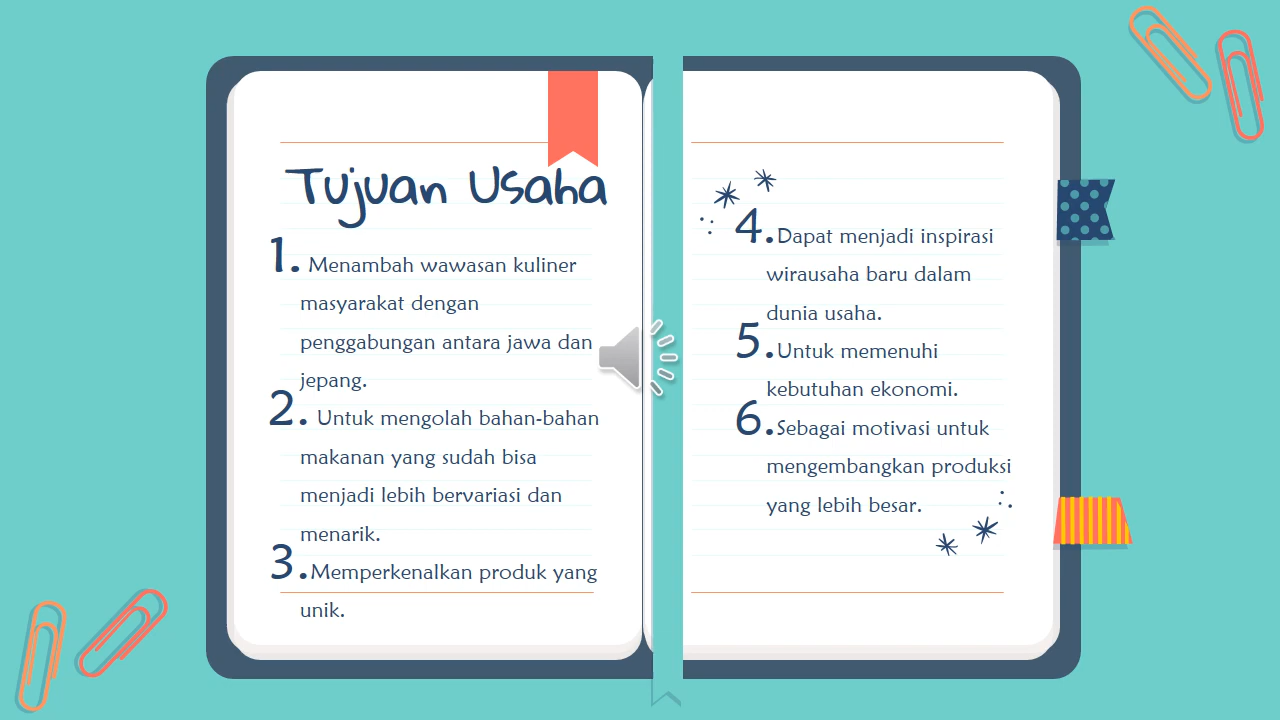 Tujuan Usaha
1. Menambah wawasan kuliner
masyarakat dengan
penggabungan antara jawa dan
jepang.
2. Untuk mengolah bahan-bahan
makanan yang sudah bisa
menjadi lebih bervariasi dan
menarik.
3.Memperkenalkan produk yang
unik.
4.Dapat menjadi inspirasi
wirausaha baru dalam
dunia usaha.
5.Untuk memenuhi
kebutuhan ekonomi.
6.Sebagai motivasi untuk
mengembangkan produksi
yang lebih besar.